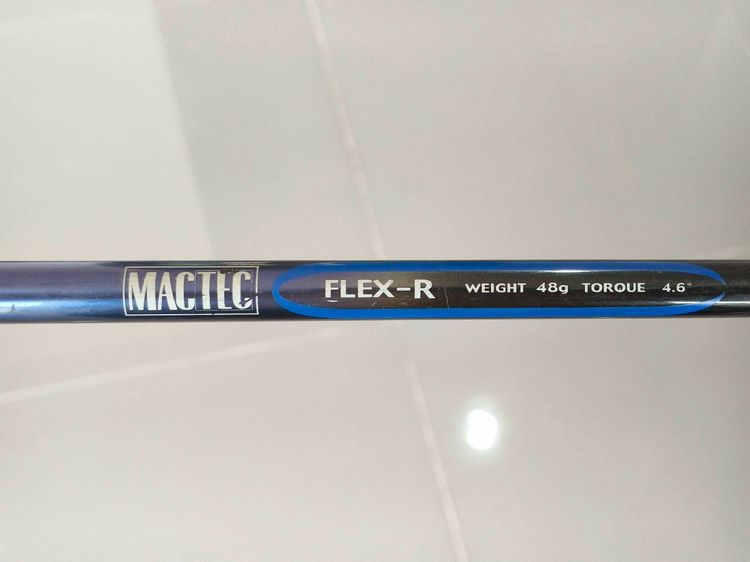 MACTEC FLEX-R WEIGHT 48g TORQUE 4.6°